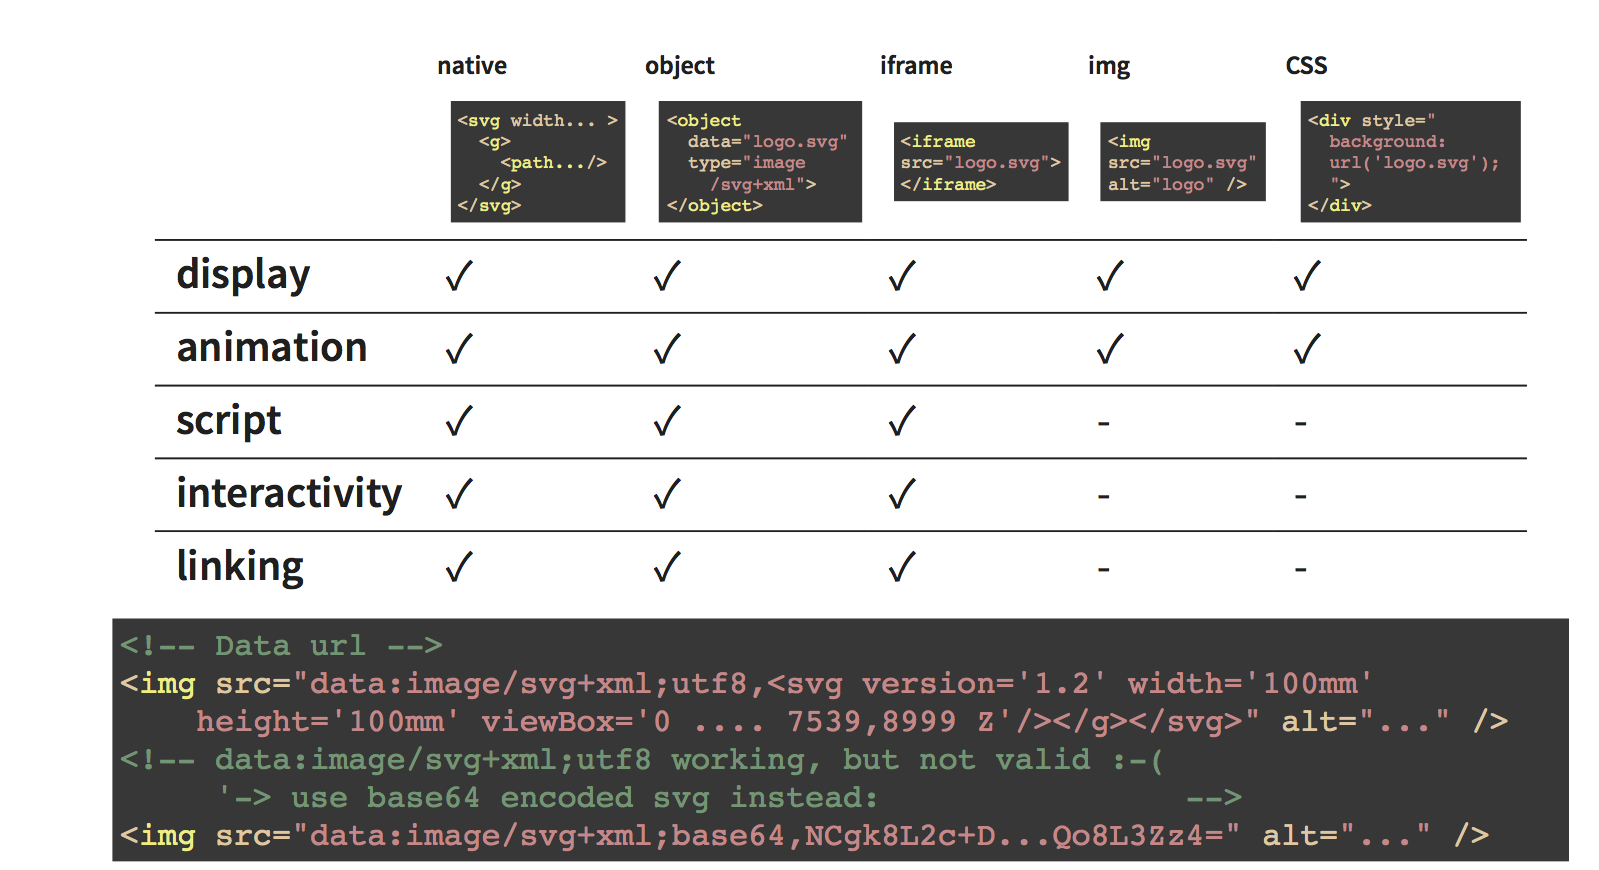 native object iframe img CSS
<svg width... >
  <g>
    <path.../>
  </g>
</svg>
<object
  data="logo.svg"
  type="image
    /svg+xml">
</object>
<iframe
src="logo.svg">
</iframe>
<img
src="logo.svg"
alt="logo" />
<div style="
  background:
  url('logo.svg');
  ">
</div>
display ✓ ✓ ✓ ✓ ✓
animation ✓ ✓ ✓ ✓ ✓
script ✓ ✓ ✓ - -
interactivity ✓ ✓ ✓ - -
linking ✓ ✓ ✓ - -
<!-- Data url -->
<img src="data:image/svg+xml;utf8,<svg version='1.2' width='100mm'
    height='100mm' viewBox='0 .... 7539,8999 Z'/></g></svg>" alt="..." />
<!-- data:image/svg+xml;utf8 working, but not valid :-(
     '-> use base64 encoded svg instead:                -->
<img src="data:image/svg+xml;base64,NCgk8L2c+D...Qo8L3Zz4=" alt="..." />